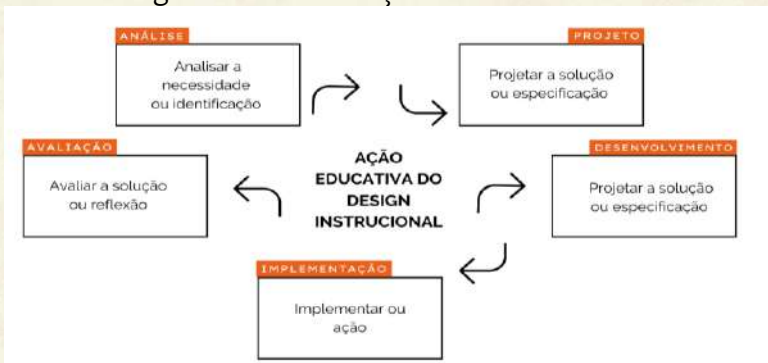 ANÁLISE
Analisar a
necessidade
ou identificação
PROJETO
Projetar a solução
ou especificação
AVALIAÇÃO
Avaliar a solução
ou reflexão
AÇÃO
EDUCATIVA DO
DESIGN
INSTRUCIONAL
DESENVOLVIMENTO
Projetar a solução
ou especificação
IMPLEMENTAÇÃO
Implementar ou
ação